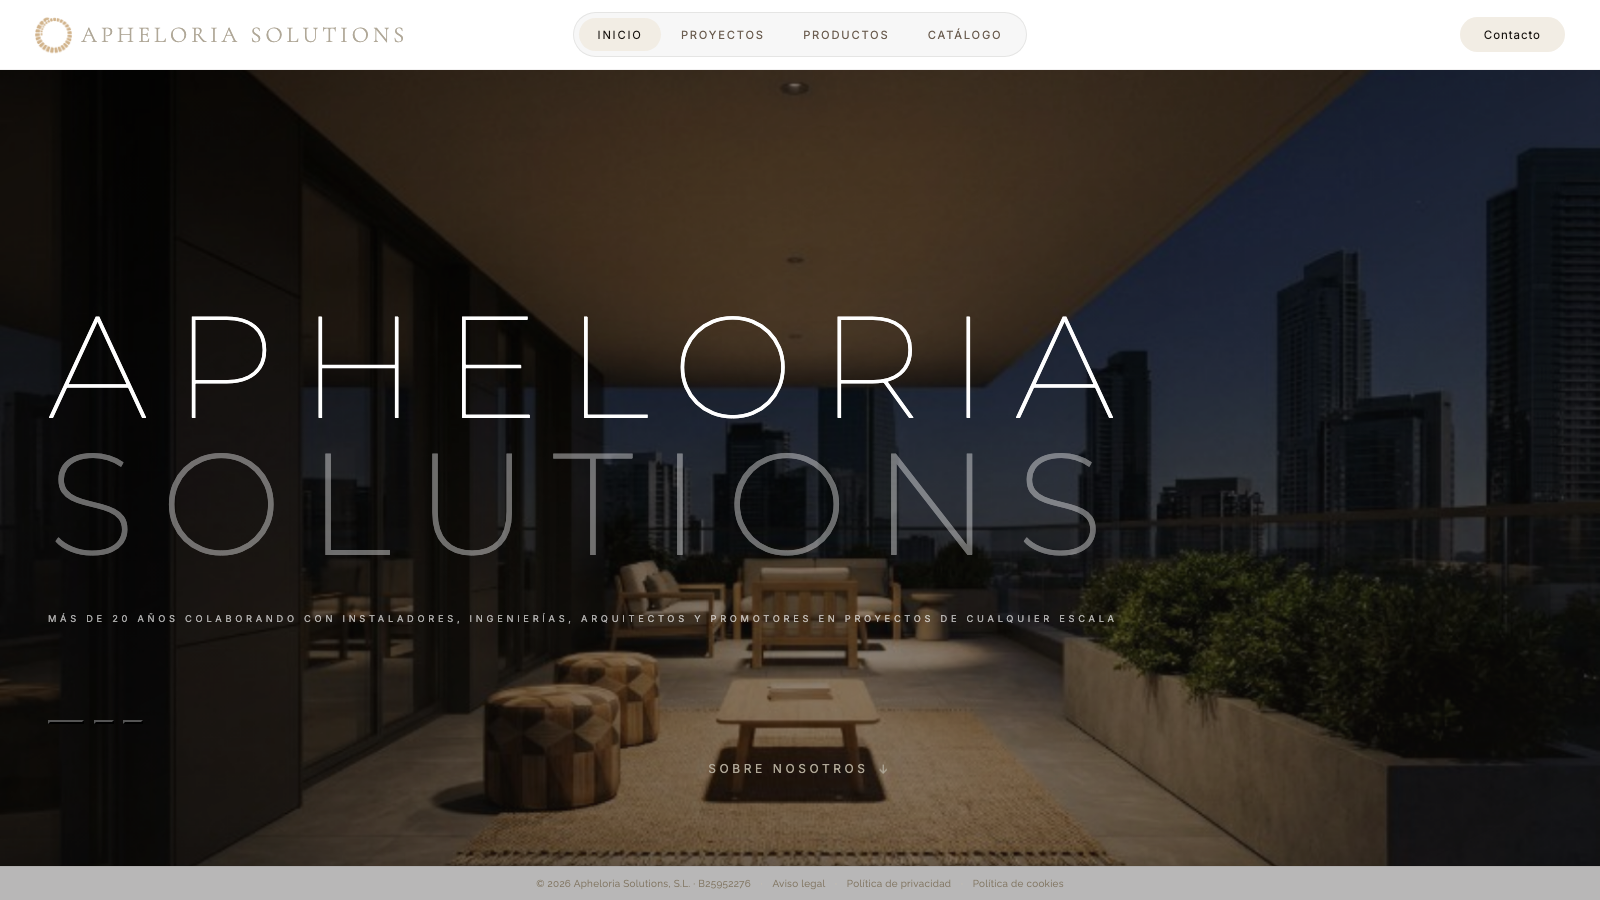 APHELORIA SOLUTIONS
INICIO
PROYECTOS
PRODUCTOS
CATÁLOGO
Contacto
APHELORIA
SOLUTIONS
MÁS DE 20 AÑOS COLABORANDO CON INSTALADORES, INGENIERÍAS, ARQUITECTOS Y PROMOTORES EN PROYECTOS DE CUALQUIER ESCALA
SOBRE NOSOTROS ↓
© 2026 Apheloria Solutions, S.L. · B25952276 Aviso legal Política de privacidad Política de cookies